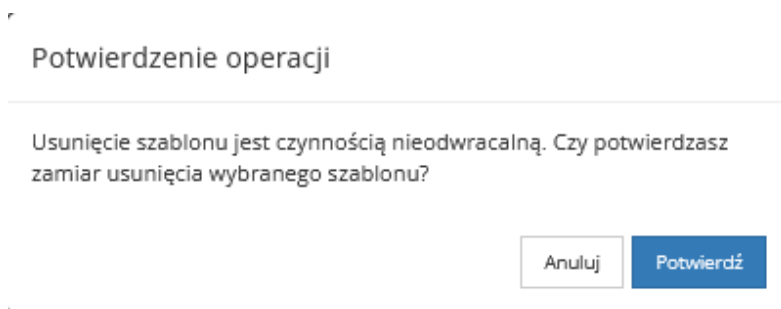 Potwierdzenie operacji
Usunięcie szablonu jest czynnością nieodwracalną. Czy potwierdzasz
zamiar usunięcia wybranego szablonu?
Anuluj
Potwierdź